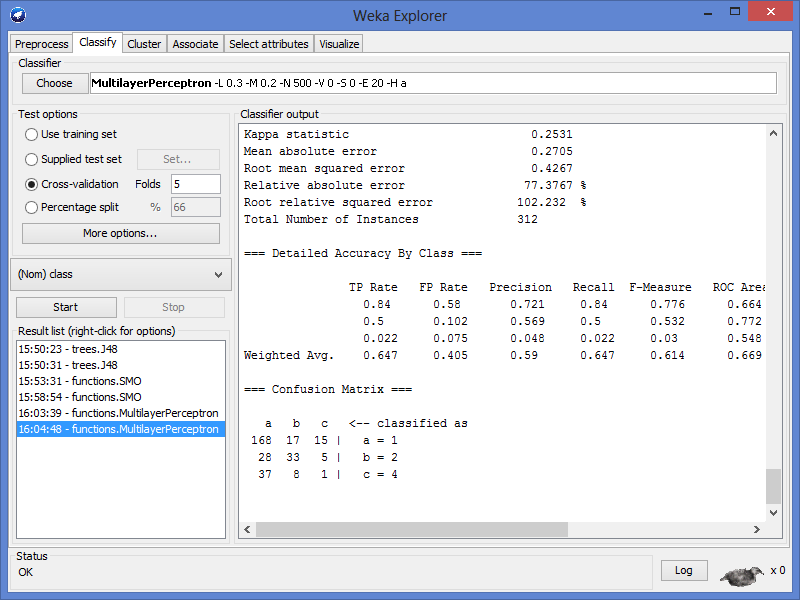 Weka Explorer
Preprocess Classify Cluster Associate Select attributes Visualize
Classifier
Choose MultilayerPerceptron -L 0.3 -M 0.2 -N 500 -V 0 -S 0 -E 20 -H a
Test options
Use training set
Supplied test set Set...
Cross-validation Folds 5
Percentage split % 66
More options...
(Nom) class
Start Stop
Result list (right-click for options)
15:50:23 - trees.J48
15:50:31 - trees.J48
15:53:31 - functions.SMO
15:58:54 - functions.SMO
16:03:39 - functions.MultilayerPerceptron
16:04:48 - functions.MultilayerPerceptron
Classifier output
Kappa statistic 0.2531
Mean absolute error 0.2705
Root mean squared error 0.4267
Relative absolute error 77.3767 %
Root relative squared error 102.232 %
Total Number of Instances 312
=== Detailed Accuracy By Class ===
TP Rate FP Rate Precision Recall F-Measure ROC Area
0.84 0.58 0.721 0.84 0.776 0.664
0.5 0.102 0.569 0.5 0.532 0.772
0.022 0.075 0.048 0.022 0.03 0.548
Weighted Avg. 0.647 0.405 0.59 0.647 0.614 0.669
=== Confusion Matrix ===
a b c <-- classified as
168 17 15 | a = 1
28 33 5 | b = 2
37 8 1 | c = 4
Status
OK
Log x 0